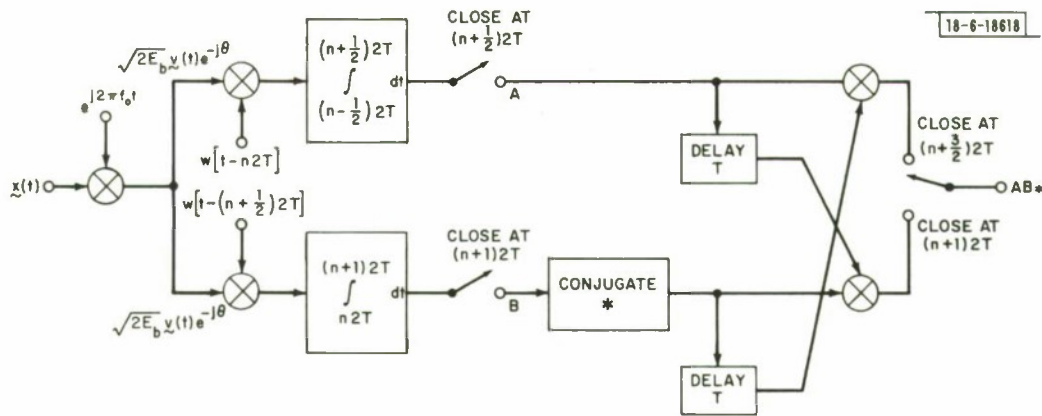 18-6-18618
CLOSE AT
(n+1/2)2T
√2E_b v(t)e^-jθ
(n+1/2)2T
∫ dt
(n-1/2)2T
A
e^j2πf₀t
w[t-n2T]
CLOSE AT
(n+3/2)2T
DELAY
T
x(t)
w[t-(n+1/2)2T]
AB*
CLOSE AT
(n+1)2T
CLOSE AT
(n+1)2T
(n+1)2T
∫ dt
n2T
B
CONJUGATE
*
√2E_b v(t)e^-jθ
DELAY
T